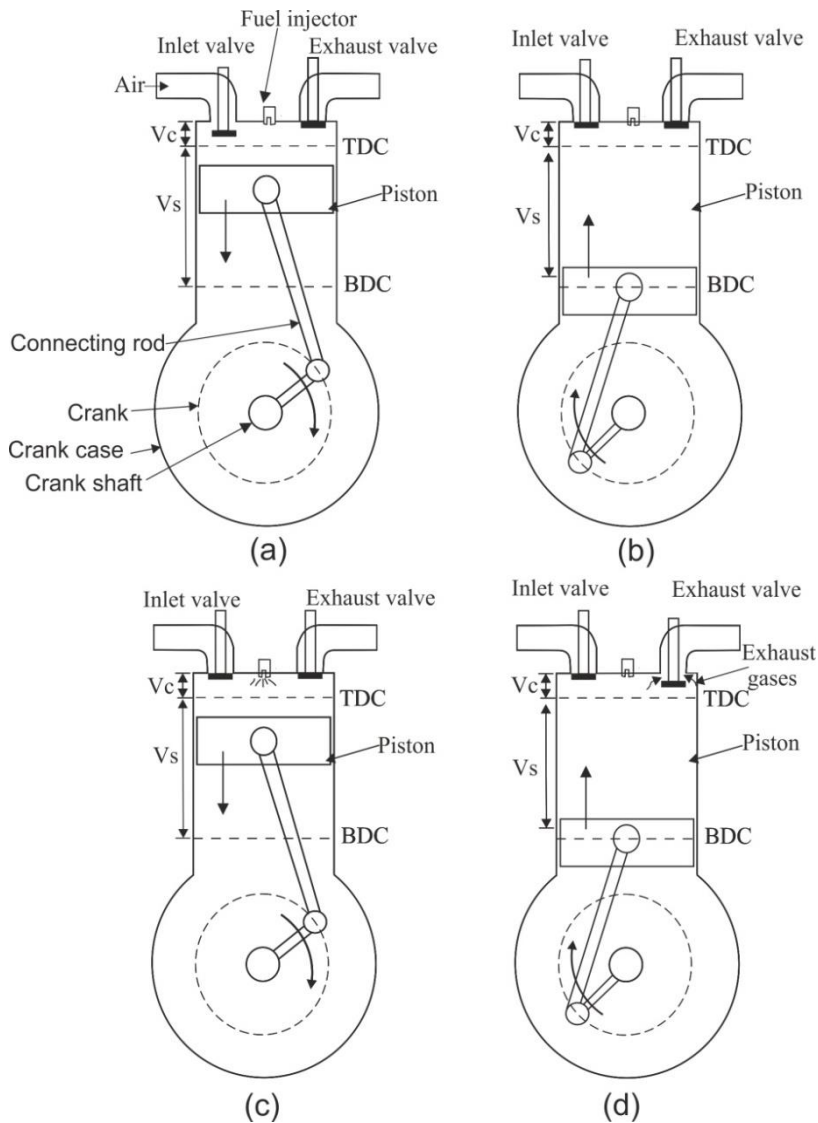 Fuel injector
Inlet valve
Exhaust valve
Air
Vc
TDC
Vs
Piston
BDC
Connecting rod
Crank
Crank case
Crank shaft
(a)
Inlet valve
Exhaust valve
Vc
TDC
Vs
Piston
BDC
(b)
Inlet valve
Exhaust valve
Vc
TDC
Vs
Piston
BDC
(c)
Inlet valve
Exhaust valve
Exhaust
gases
Vc
TDC
Vs
Piston
BDC
(d)